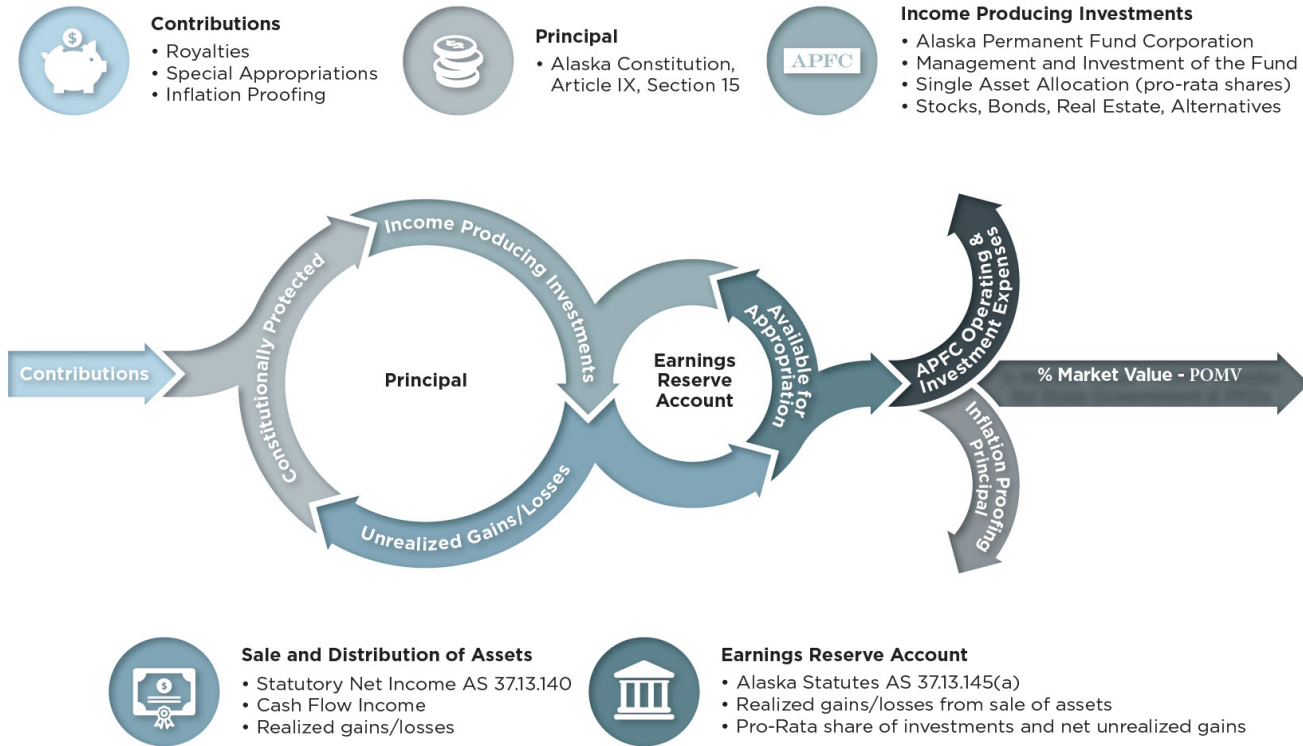 Contributions
• Royalties
• Special Appropriations
• Inflation Proofing
Principal
• Alaska Constitution,
Article IX, Section 15
APFC
Income Producing Investments
• Alaska Permanent Fund Corporation
• Management and Investment of the Fund
• Single Asset Allocation (pro-rata shares)
• Stocks, Bonds, Real Estate, Alternatives
Contributions
Constitutionally Protected
Income Producing Investments
Principal
Unrealized Gains/Losses
Earnings
Reserve
Account
Available for
Appropriation
APFC Operating &
Investment Expenses
% Market Value - POMV
Inflation Proofing
Principal
Sale and Distribution of Assets
• Statutory Net Income AS 37.13.140
• Cash Flow Income
• Realized gains/losses
Earnings Reserve Account
• Alaska Statutes AS 37.13.145(a)
• Realized gains/losses from sale of assets
• Pro-Rata share of investments and net unrealized gains